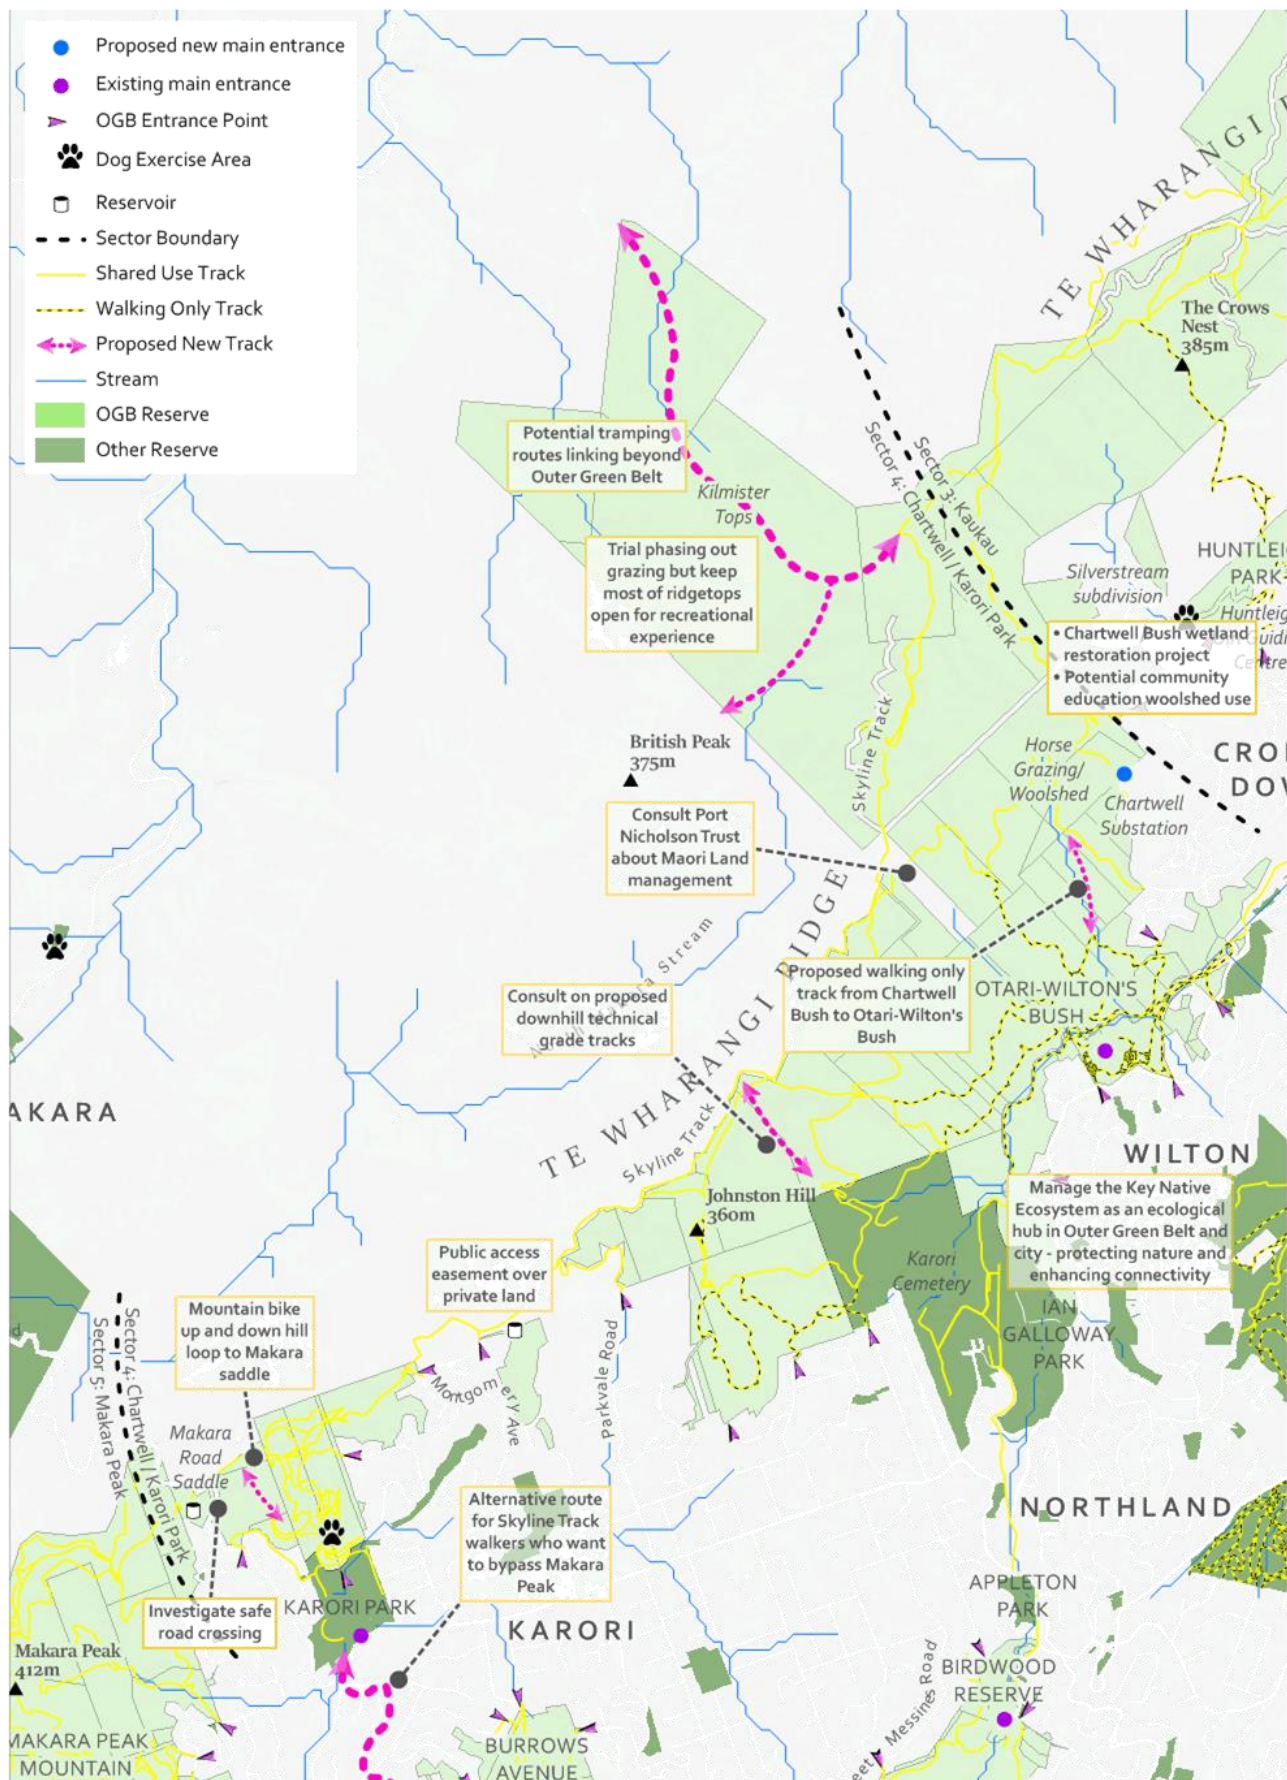 Proposed new main entrance
Existing main entrance
OGB Entrance Point
Dog Exercise Area
Reservoir
Sector Boundary
Shared Use Track
Walking Only Track
Proposed New Track
Stream
OGB Reserve
Other Reserve
TE WHARANGI
The Crows
Nest
385m
Potential tramping
routes linking beyond
Outer Green Belt
Kilmister
Tops
Sector 3: Kaukau
Sector 4: Chartwell / Karori Park
Trial phasing out
grazing but keep
most of ridgetops
open for recreational
experience
Silverstream
subdivision
HUNTLEI
PARK
Huntleig
Guidi
Centre
• Chartwell Bush wetland
restoration project
• Potential community
education woolshed use
Skyline Track
British Peak
375m
Horse
Grazing/
Woolshed
CRO
DOW
Chartwell
Substation
Consult Port
Nicholson Trust
about Maori Land
management
TE WHARANGI RIDGE
Stream
Proposed walking only
track from Chartwell
Bush to Otari-Wilton's
Bush
OTARI-WILTON'S
BUSH
Consult on proposed
downhill technical
grade tracks
AKARA
Skyline Track
WILTON
Johnston Hill
360m
Manage the Key Native
Ecosystem as an ecological
hub in Outer Green Belt and
city - protecting nature and
enhancing connectivity
Public access
easement over
private land
Karori
Cemetery
IAN
GALLOWAY
PARK
Mountain bike
up and down hill
loop to Makara
saddle
Sector 4: Chartwell / Karori Park
Sector 5: Makara Peak
Parkvale Road
Montgomery Ave
Makara
Road
Saddle
Alternative route
for Skyline Track
walkers who want
to bypass Makara
Peak
NORTHLAND
APPLETON
PARK
Investigate safe
road crossing
KARORI PARK
KARORI
Makara Peak
412m
BIRDWOOD
RESERVE
Messines Road
eet
MAKARA PEAK
MOUNTAIN
BURROWS
AVENUE